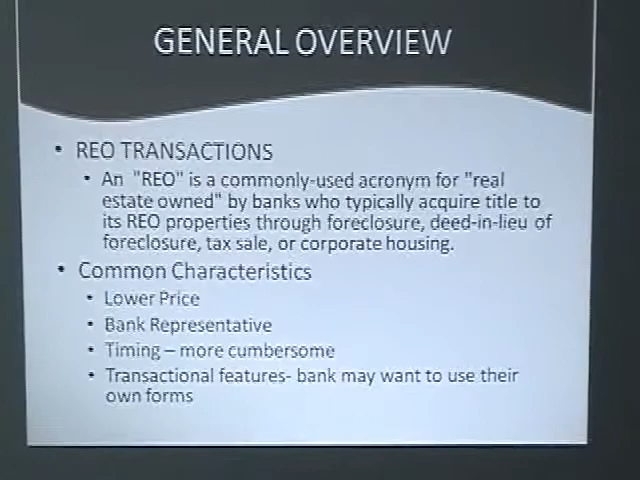 GENERAL OVERVIEW
• REO TRANSACTIONS
• An "REO" is a commonly-used acronym for "real
estate owned" by banks who typically acquire title to
its REO properties through foreclosure, deed-in-lieu of
foreclosure, tax sale, or corporate housing.
• Common Characteristics
• Lower Price
• Bank Representative
• Timing – more cumbersome
• Transactional features- bank may want to use their
own forms